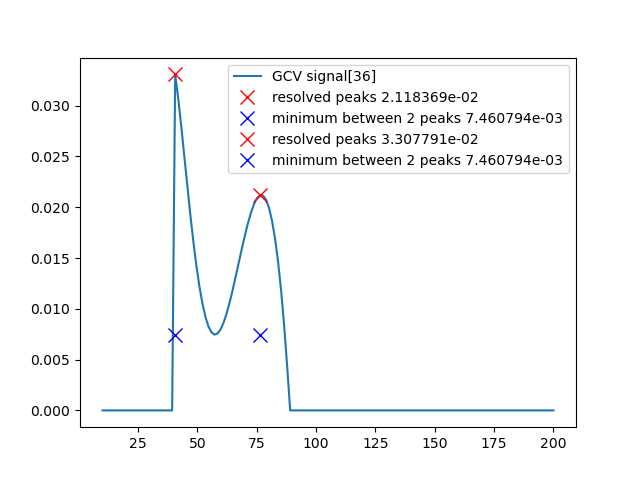 GCV signal[36]
resolved peaks 2.118369e-02
minimum between 2 peaks 7.460794e-03
resolved peaks 3.307791e-02
minimum between 2 peaks 7.460794e-03
0.030
0.025
0.020
0.015
0.010
0.005
0.000
25 50 75 100 125 150 175 200